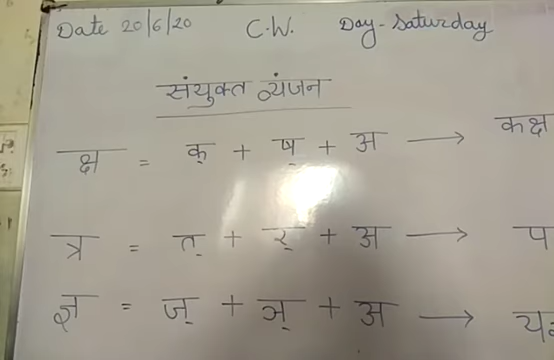 Date 20/6/20 C.W. Day-Saturday
संयुक्त व्यंजन
क्ष = क् + ष् + अ → कक्ष
त्र = त् + र् + अ → प
ज्ञ = ज् + ञ् + अ →